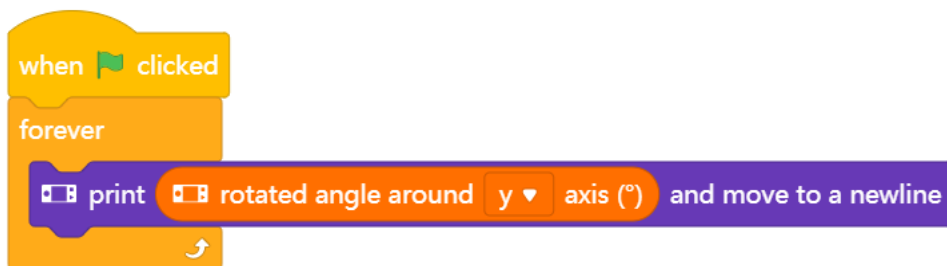 when clicked
forever
print rotated angle around y ▼ axis (°) and move to a newline